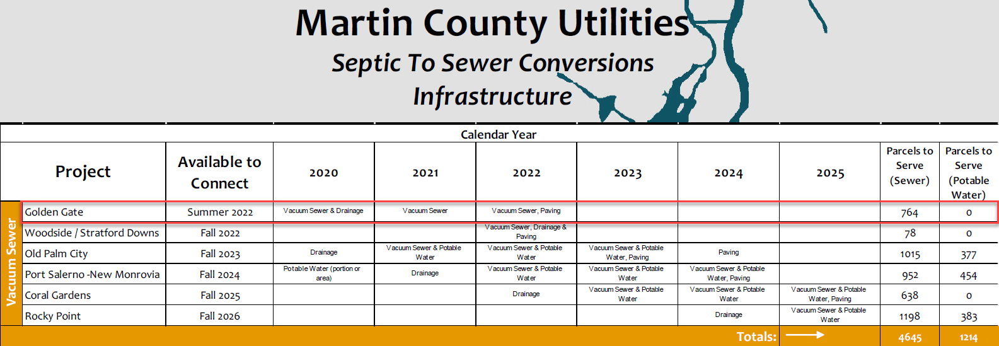 Martin County Utilities
Septic To Sewer Conversions
Infrastructure
Calendar Year
Project
Available to
Connect
2020
2021
2022
2023
2024
2025
Parcels to
Serve
(Sewer)
Parcels to
Serve
(Potable
Water)
Vacuum Sewer
Golden Gate
Summer 2022
Vacuum Sewer & Drainage
Vacuum Sewer
Vacuum Sewer, Paving
764
0
Woodside / Stratford Downs
Fall 2022
Vacuum Sewer, Drainage &
Paving
78
0
Old Palm City
Fall 2023
Drainage
Vacuum Sewer & Potable
Water
Vacuum Sewer & Potable
Water
Vacuum Sewer & Potable
Water, Paving
Paving
1015
377
Port Salerno -New Monrovia
Fall 2024
Potable Water (portion or
area)
Drainage
Vacuum Sewer & Potable
Water
Vacuum Sewer & Potable
Water
Vacuum Sewer & Potable
Water, Paving
952
454
Coral Gardens
Fall 2025
Drainage
Vacuum Sewer & Potable
Water
Vacuum Sewer & Potable
Water
Vacuum Sewer & Potable
Water, Paving
638
0
Rocky Point
Fall 2026
Drainage
Vacuum Sewer & Potable
Water
1198
383
Totals:
4645
1214